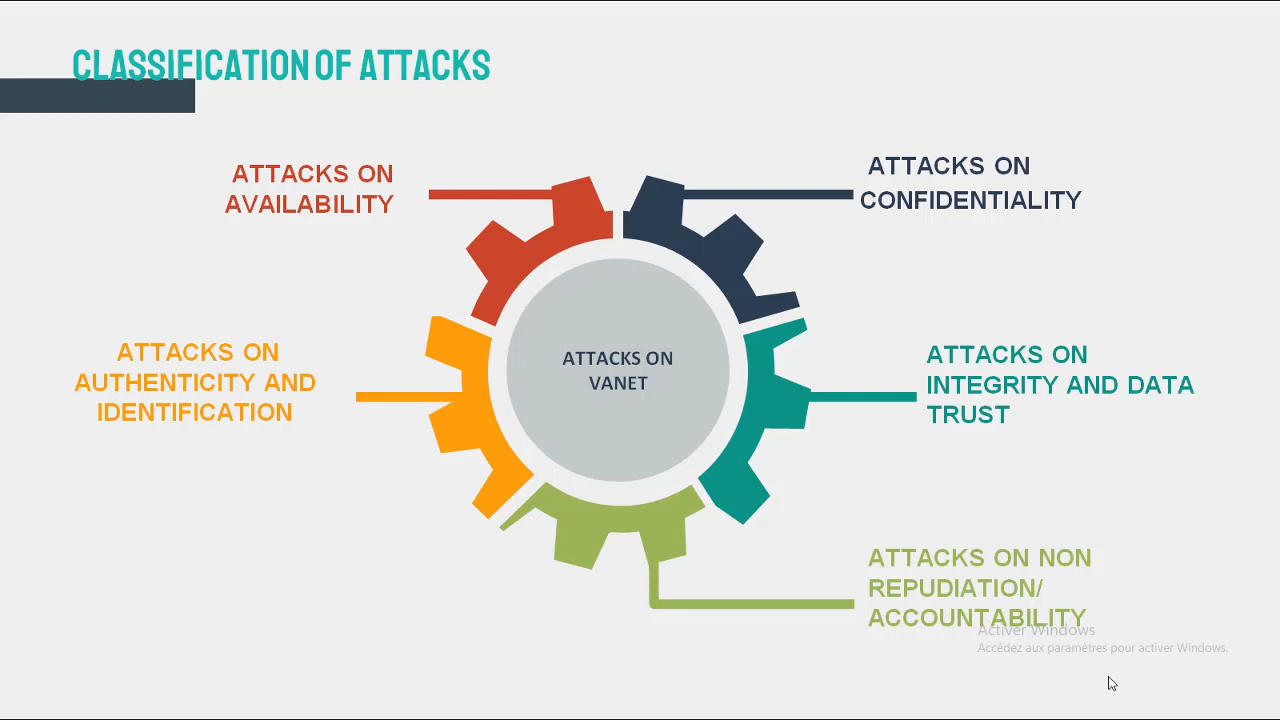 CLASSIFICATION OF ATTACKS
ATTACKS ON
AVAILABILITY
ATTACKS ON
CONFIDENTIALITY
ATTACKS ON
AUTHENTICITY AND
IDENTIFICATION
ATTACKS ON
VANET
ATTACKS ON
INTEGRITY AND DATA
TRUST
ATTACKS ON NON
REPUDIATION/
ACCOUNTABILITY
Activer Windows
Accédez aux paramètres pour activer Windows.